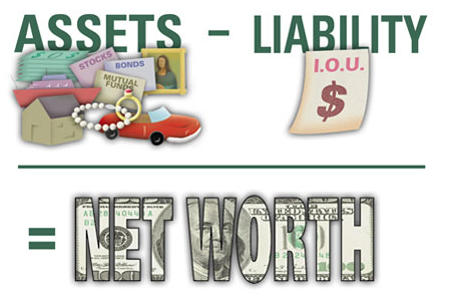 ASSETS – LIABILITY
STOCKS
BONDS
MUTUAL
FUNDS
I.O.U.
$
= NET WORTH